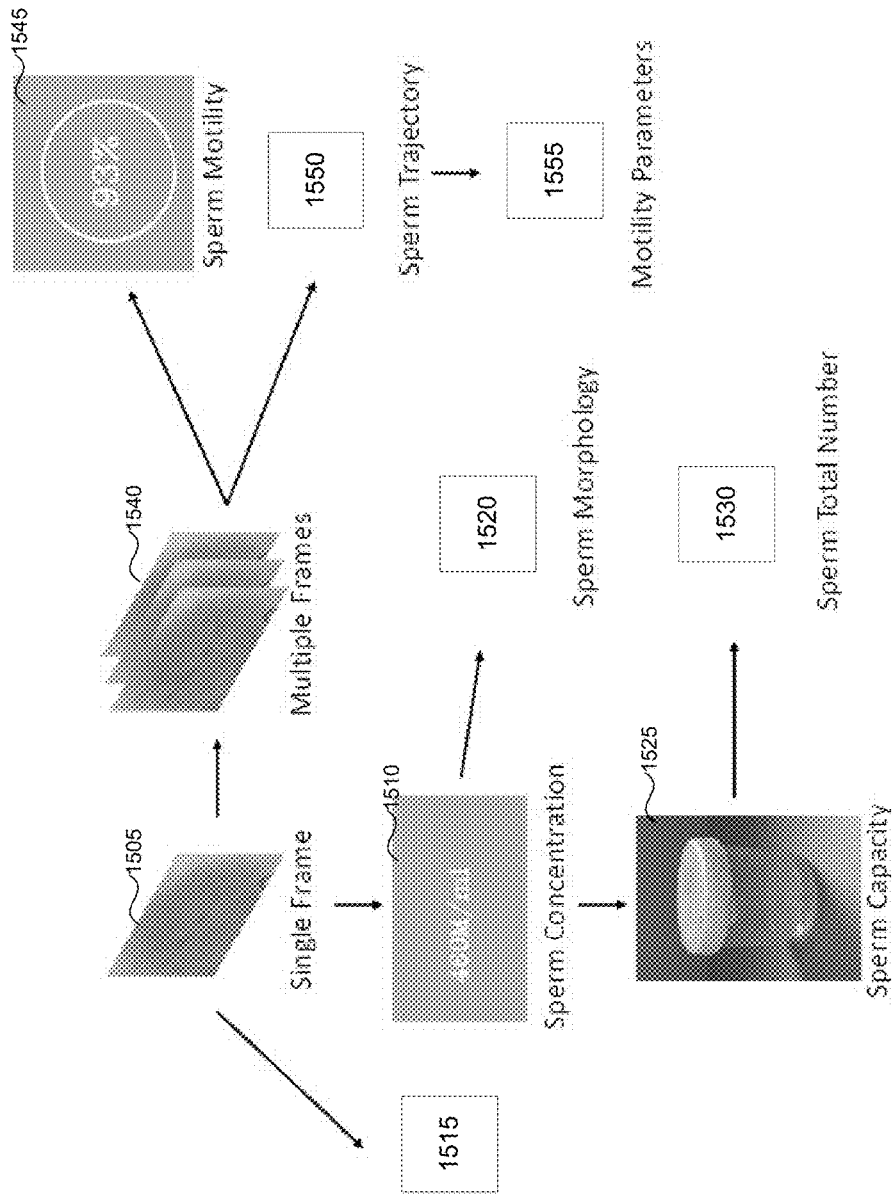 1505
Single Frame
1540
Multiple Frames
1545
93%
Sperm Motility
1550
Sperm Trajectory
1555
Motility Parameters
1515
1510
Sperm Concentration
1520
Sperm Morphology
1525
Sperm Capacity
1530
Sperm Total Number